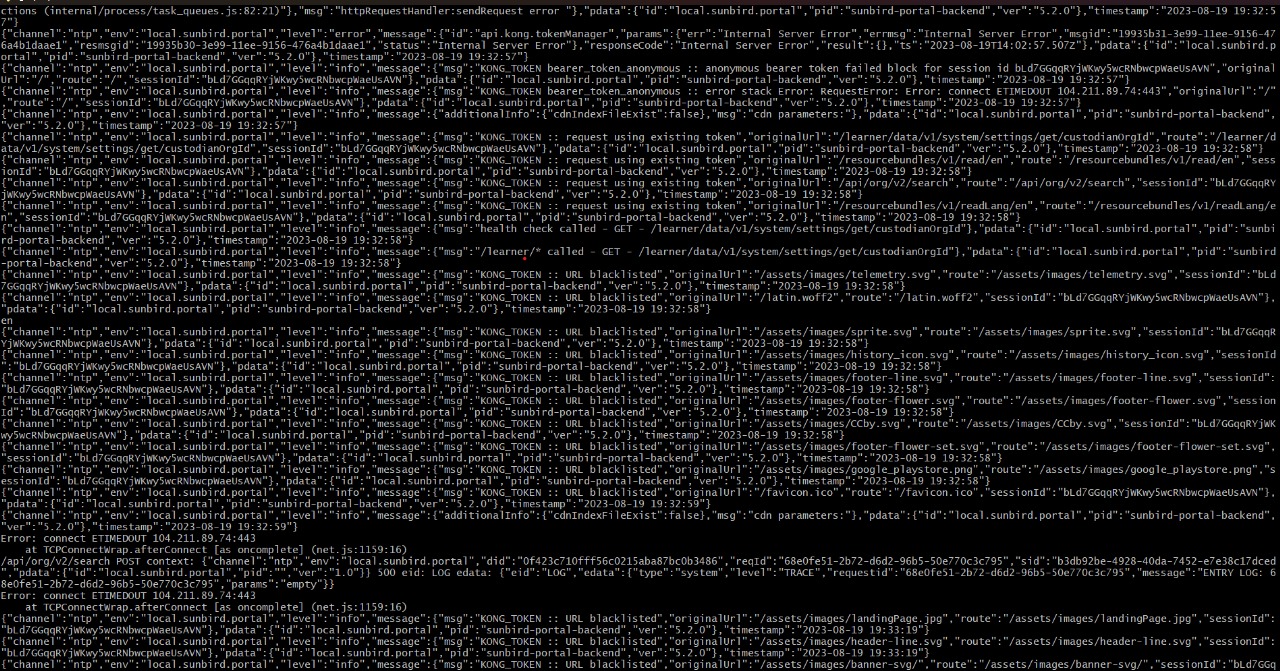 ctions (internal/process/task_queues.js:82:21)"},"msg":"httpRequestHandler:sendRequest error "},"pdata":{"id":"local.sunbird.portal","pid":"sunbird-portal-backend","ver":"5.2.0"},"timestamp":"2023-08-19 19:32:5
7"}
{"channel":"ntp","env":"local.sunbird.portal","level":"error","message":{"id":"api.kong.tokenManager","params":{"err":"Internal Server Error","errmsg":"Internal Server Error","msgid":"19935b31-3e99-11ee-9156-47
6a4b1daae1","resmsgid":"19935b30-3e99-11ee-9156-476a4b1daae1","status":"Internal Server Error"},"responseCode":"Internal Server Error","result":{},"ts":"2023-08-19T14:02:57.507Z"},"pdata":{"id":"local.sunbird.p
ortal","pid":"sunbird-portal-backend","ver":"5.2.0"},"timestamp":"2023-08-19 19:32:57"}
{"channel":"ntp","env":"local.sunbird.portal","level":"info","message":{"msg":"KONG_TOKEN bearer_token_anonymous :: anonymous bearer token failed block for session id bLd7GGqqRYjWKwy5wcRNbwcpWaeUsAVN","original
Url":"/","route":"/","sessionId":"bLd7GGqqRYjWKwy5wcRNbwcpWaeUsAVN"},"pdata":{"id":"local.sunbird.portal","pid":"sunbird-portal-backend","ver":"5.2.0"},"timestamp":"2023-08-19 19:32:57"}
{"channel":"ntp","env":"local.sunbird.portal","level":"info","message":{"msg":"KONG_TOKEN bearer_token_anonymous :: error stack Error: RequestError: Error: connect ETIMEDOUT 104.211.89.74:443","originalUrl":"/"
,"route":"/","sessionId":"bLd7GGqqRYjWKwy5wcRNbwcpWaeUsAVN"},"pdata":{"id":"local.sunbird.portal","pid":"sunbird-portal-backend","ver":"5.2.0"},"timestamp":"2023-08-19 19:32:57"}
{"channel":"ntp","env":"local.sunbird.portal","level":"info","message":{"additionalInfo":{"cdnIndexFileExist":false},"msg":"cdn parameters:"},"pdata":{"id":"local.sunbird.portal","pid":"sunbird-portal-backend",
"ver":"5.2.0"},"timestamp":"2023-08-19 19:32:57"}
{"channel":"ntp","env":"local.sunbird.portal","level":"info","message":{"msg":"KONG_TOKEN :: request using existing token","originalUrl":"/learner/data/v1/system/settings/get/custodianOrgId","route":"/learner/d
ata/v1/system/settings/get/custodianOrgId","sessionId":"bLd7GGqqRYjWKwy5wcRNbwcpWaeUsAVN"},"pdata":{"id":"local.sunbird.portal","pid":"sunbird-portal-backend","ver":"5.2.0"},"timestamp":"2023-08-19 19:32:58"}
{"channel":"ntp","env":"local.sunbird.portal","level":"info","message":{"msg":"KONG_TOKEN :: request using existing token","originalUrl":"/resourcebundles/v1/read/en","route":"/resourcebundles/v1/read/en","sess
ionId":"bLd7GGqqRYjWKwy5wcRNbwcpWaeUsAVN"},"pdata":{"id":"local.sunbird.portal","pid":"sunbird-portal-backend","ver":"5.2.0"},"timestamp":"2023-08-19 19:32:58"}
{"channel":"ntp","env":"local.sunbird.portal","level":"info","message":{"msg":"KONG_TOKEN :: request using existing token","originalUrl":"/api/org/v2/search","route":"/api/org/v2/search","sessionId":"bLd7GGqqRY
jWKwy5wcRNbwcpWaeUsAVN"},"pdata":{"id":"local.sunbird.portal","pid":"sunbird-portal-backend","ver":"5.2.0"},"timestamp":"2023-08-19 19:32:58"}
{"channel":"ntp","env":"local.sunbird.portal","level":"info","message":{"msg":"KONG_TOKEN :: request using existing token","originalUrl":"/resourcebundles/v1/readLang/en","route":"/resourcebundles/v1/readLang/e
n","sessionId":"bLd7GGqqRYjWKwy5wcRNbwcpWaeUsAVN"},"pdata":{"id":"local.sunbird.portal","pid":"sunbird-portal-backend","ver":"5.2.0"},"timestamp":"2023-08-19 19:32:58"}
{"channel":"ntp","env":"local.sunbird.portal","level":"info","message":{"msg":"health check called - GET - /learner/data/v1/system/settings/get/custodianOrgId"},"pdata":{"id":"local.sunbird.portal","pid":"sunbi
rd-portal-backend","ver":"5.2.0"},"timestamp":"2023-08-19 19:32:58"}
{"channel":"ntp","env":"local.sunbird.portal","level":"info","message":{"msg":"/learner/* called - GET - /learner/data/v1/system/settings/get/custodianOrgId"},"pdata":{"id":"local.sunbird.portal","pid":"sunbird
-portal-backend","ver":"5.2.0"},"timestamp":"2023-08-19 19:32:58"}
{"channel":"ntp","env":"local.sunbird.portal","level":"info","message":{"msg":"KONG_TOKEN :: URL blacklisted","originalUrl":"/assets/images/telemetry.svg","route":"/assets/images/telemetry.svg","sessionId":"bLd
7GGqqRYjWKwy5wcRNbwcpWaeUsAVN"},"pdata":{"id":"local.sunbird.portal","pid":"sunbird-portal-backend","ver":"5.2.0"},"timestamp":"2023-08-19 19:32:58"}
{"channel":"ntp","env":"local.sunbird.portal","level":"info","message":{"msg":"KONG_TOKEN :: URL blacklisted","originalUrl":"/latin.woff2","route":"/latin.woff2","sessionId":"bLd7GGqqRYjWKwy5wcRNbwcpWaeUsAVN"},
"pdata":{"id":"local.sunbird.portal","pid":"sunbird-portal-backend","ver":"5.2.0"},"timestamp":"2023-08-19 19:32:58"}
en
{"channel":"ntp","env":"local.sunbird.portal","level":"info","message":{"msg":"KONG_TOKEN :: URL blacklisted","originalUrl":"/assets/images/sprite.svg","route":"/assets/images/sprite.svg","sessionId":"bLd7GGqqR
YjWKwy5wcRNbwcpWaeUsAVN"},"pdata":{"id":"local.sunbird.portal","pid":"sunbird-portal-backend","ver":"5.2.0"},"timestamp":"2023-08-19 19:32:58"}
{"channel":"ntp","env":"local.sunbird.portal","level":"info","message":{"msg":"KONG_TOKEN :: URL blacklisted","originalUrl":"/assets/images/history_icon.svg","route":"/assets/images/history_icon.svg","sessionId
":"bLd7GGqqRYjWKwy5wcRNbwcpWaeUsAVN"},"pdata":{"id":"local.sunbird.portal","pid":"sunbird-portal-backend","ver":"5.2.0"},"timestamp":"2023-08-19 19:32:58"}
{"channel":"ntp","env":"local.sunbird.portal","level":"info","message":{"msg":"KONG_TOKEN :: URL blacklisted","originalUrl":"/assets/images/footer-line.svg","route":"/assets/images/footer-line.svg","sessionId":
"bLd7GGqqRYjWKwy5wcRNbwcpWaeUsAVN"},"pdata":{"id":"local.sunbird.portal","pid":"sunbird-portal-backend","ver":"5.2.0"},"timestamp":"2023-08-19 19:32:58"}
{"channel":"ntp","env":"local.sunbird.portal","level":"info","message":{"msg":"KONG_TOKEN :: URL blacklisted","originalUrl":"/assets/images/footer-flower.svg","route":"/assets/images/footer-flower.svg","session
Id":"bLd7GGqqRYjWKwy5wcRNbwcpWaeUsAVN"},"pdata":{"id":"local.sunbird.portal","pid":"sunbird-portal-backend","ver":"5.2.0"},"timestamp":"2023-08-19 19:32:58"}
{"channel":"ntp","env":"local.sunbird.portal","level":"info","message":{"msg":"KONG_TOKEN :: URL blacklisted","originalUrl":"/assets/images/CCby.svg","route":"/assets/images/CCby.svg","sessionId":"bLd7GGqqRYjWK
wy5wcRNbwcpWaeUsAVN"},"pdata":{"id":"local.sunbird.portal","pid":"sunbird-portal-backend","ver":"5.2.0"},"timestamp":"2023-08-19 19:32:58"}
{"channel":"ntp","env":"local.sunbird.portal","level":"info","message":{"msg":"KONG_TOKEN :: URL blacklisted","originalUrl":"/assets/images/footer-flower-set.svg","route":"/assets/images/footer-flower-set.svg",
"sessionId":"bLd7GGqqRYjWKwy5wcRNbwcpWaeUsAVN"},"pdata":{"id":"local.sunbird.portal","pid":"sunbird-portal-backend","ver":"5.2.0"},"timestamp":"2023-08-19 19:32:58"}
{"channel":"ntp","env":"local.sunbird.portal","level":"info","message":{"msg":"KONG_TOKEN :: URL blacklisted","originalUrl":"/assets/images/google_playstore.png","route":"/assets/images/google_playstore.png","s
essionId":"bLd7GGqqRYjWKwy5wcRNbwcpWaeUsAVN"},"pdata":{"id":"local.sunbird.portal","pid":"sunbird-portal-backend","ver":"5.2.0"},"timestamp":"2023-08-19 19:32:58"}
{"channel":"ntp","env":"local.sunbird.portal","level":"info","message":{"msg":"KONG_TOKEN :: URL blacklisted","originalUrl":"/favicon.ico","route":"/favicon.ico","sessionId":"bLd7GGqqRYjWKwy5wcRNbwcpWaeUsAVN"},
"pdata":{"id":"local.sunbird.portal","pid":"sunbird-portal-backend","ver":"5.2.0"},"timestamp":"2023-08-19 19:32:58"}
{"channel":"ntp","env":"local.sunbird.portal","level":"info","message":{"additionalInfo":{"cdnIndexFileExist":false},"msg":"cdn parameters:"},"pdata":{"id":"local.sunbird.portal","pid":"sunbird-portal-backend",
"ver":"5.2.0"},"timestamp":"2023-08-19 19:32:59"}
Error: connect ETIMEDOUT 104.211.89.74:443
at TCPConnectWrap.afterConnect [as oncomplete] (net.js:1159:16)
/api/org/v2/search POST context: {"channel":"ntp","env":"local.sunbird.portal","did":"0f423c710fff56c0215aba87bc0b3486","reqId":"68e0fe51-2b72-d6d2-96b5-50e770c3c795","sid":"b3db92be-4928-40da-7452-e7e38c17dced"
,"pdata":{"id":"local.sunbird.portal","pid":"","ver":"1.0"}} 500 eid: LOG edata: {"eid":"LOG","edata":{"type":"system","level":"TRACE","requestid":"68e0fe51-2b72-d6d2-96b5-50e770c3c795","message":"ENTRY LOG: 6
8e0fe51-2b72-d6d2-96b5-50e770c3c795","params":"empty"}}
Error: connect ETIMEDOUT 104.211.89.74:443
at TCPConnectWrap.afterConnect [as oncomplete] (net.js:1159:16)
{"channel":"ntp","env":"local.sunbird.portal","level":"info","message":{"msg":"KONG_TOKEN :: URL blacklisted","originalUrl":"/assets/images/landingPage.jpg","route":"/assets/images/landingPage.jpg","sessionId":
"bLd7GGqqRYjWKwy5wcRNbwcpWaeUsAVN"},"pdata":{"id":"local.sunbird.portal","pid":"sunbird-portal-backend","ver":"5.2.0"},"timestamp":"2023-08-19 19:33:19"}
{"channel":"ntp","env":"local.sunbird.portal","level":"info","message":{"msg":"KONG_TOKEN :: URL blacklisted","originalUrl":"/assets/images/header-line.svg","route":"/assets/images/header-line.svg","sessionId":
"bLd7GGqqRYjWKwy5wcRNbwcpWaeUsAVN"},"pdata":{"id":"local.sunbird.portal","pid":"sunbird-portal-backend","ver":"5.2.0"},"timestamp":"2023-08-19 19:33:19"}
{"channel":"ntp","env":"local.sunbird.portal","level":"info","message":{"msg":"KONG_TOKEN :: URL blacklisted","originalUrl":"/assets/images/banner-svg/","route":"/assets/images/banner-svg/","sessionId":"bLd7GGq